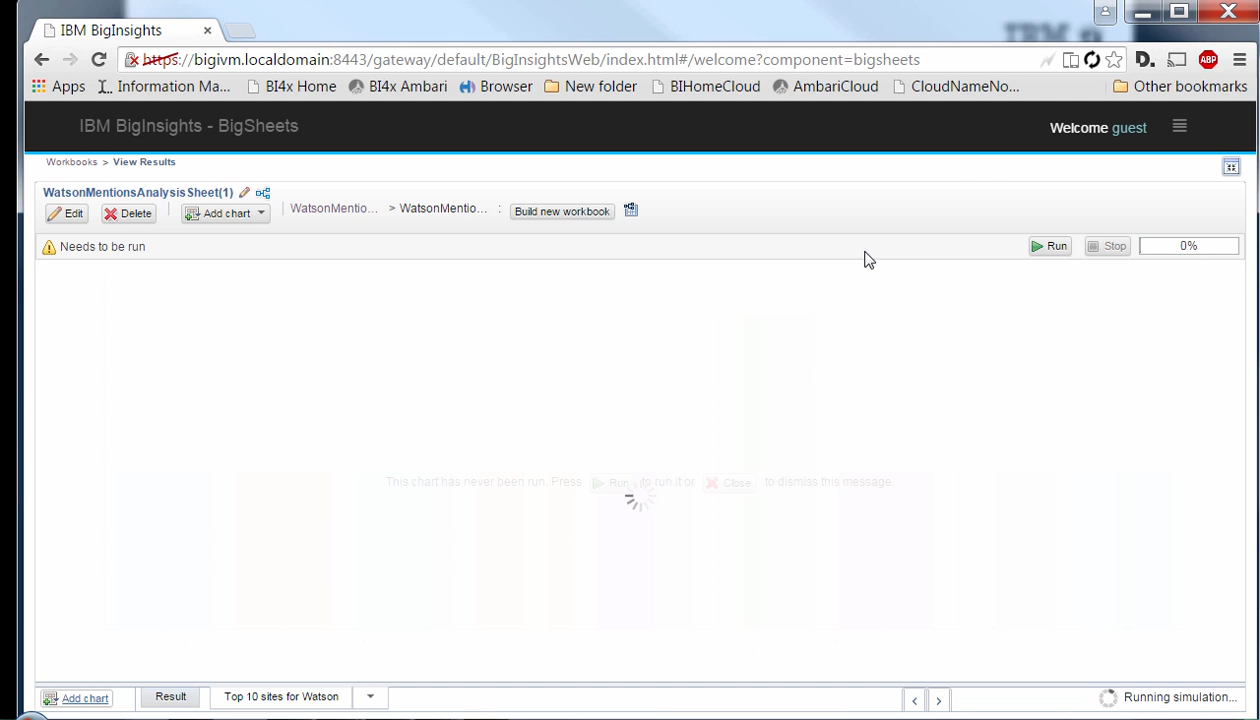 IBM BigInsights
https://bigivm.localdomain:8443/gateway/default/BigInsightsWeb/index.html#/welcome?component=bigsheets
Apps Information Ma... BI4x Home BI4x Ambari Browser New folder BIHomeCloud AmbariCloud CloudNameNo... Other bookmarks
IBM BigInsights - BigSheets
Welcome guest
Workbooks > View Results
WatsonMentionsAnalysisSheet(1)
Edit Delete Add chart WatsonMentio... > WatsonMentio... : Build new workbook
Needs to be run Run Stop 0%
This chart has never been run. Press Run to run it or Close to dismiss this message.
Add chart Result Top 10 sites for Watson < > Running simulation...